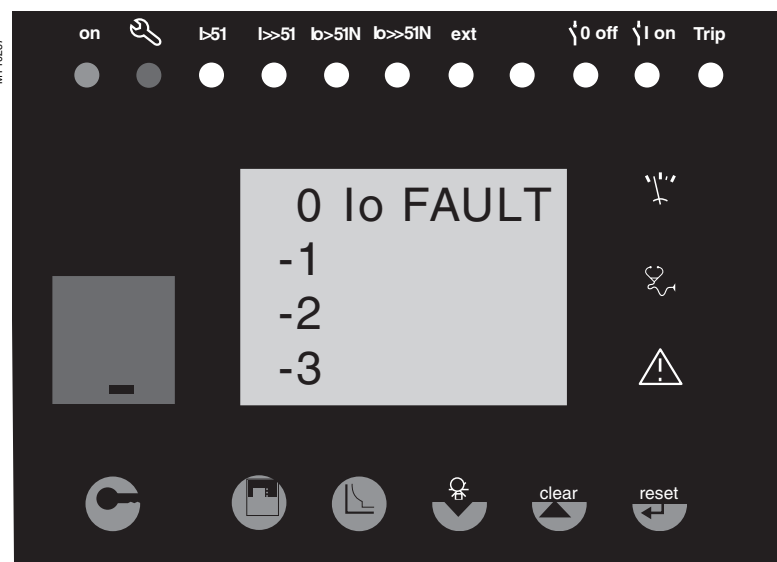 on I>51 I>>51 Io>51N Io>>51N ext 0 off I on Trip
0 Io FAULT
-1
-2
-3
clear reset